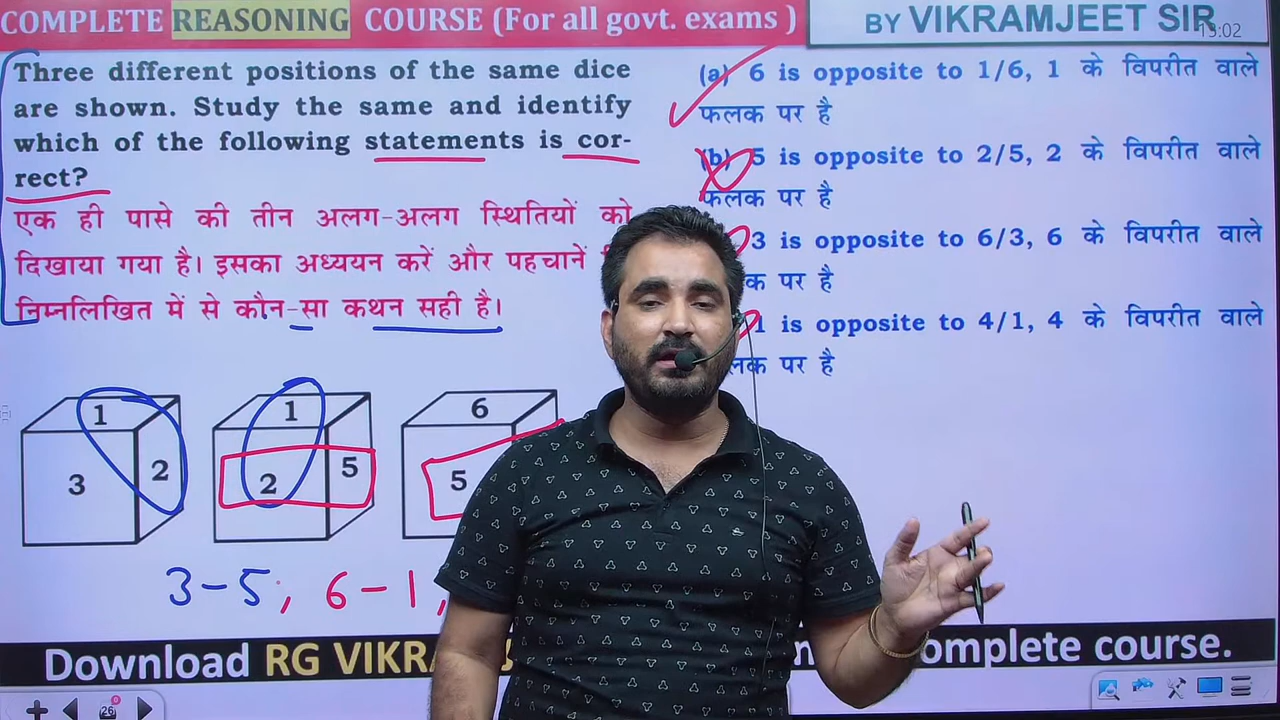 COMPLETE REASONING COURSE (For all govt. exams )
BY VIKRAMJEET SIR
13:02
Three different positions of the same dice
are shown. Study the same and identify
which of the following statements is cor-
rect?
एक ही पासे की तीन अलग-अलग स्थितियों को
दिखाया गया है। इसका अध्ययन करें और पहचानें
निम्नलिखित में से कौन-सा कथन सही है।
(a) 6 is opposite to 1/6, 1 के विपरीत वाले
फलक पर है
(b) 5 is opposite to 2/5, 2 के विपरीत वाले
फलक पर है
3 is opposite to 6/3, 6 के विपरीत वाले
पर है
1 is opposite to 4/1, 4 के विपरीत वाले
पर है
1
3 2
1
2 5
6
5
3-5; 6-1,
Download RG VIKR complete course.
26